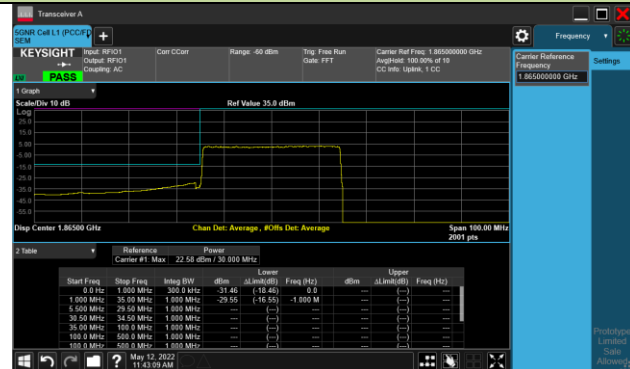 Transceiver A
5GNR Cell L1 (PCC/FD
SEM
Frequency
KEYSIGHT
PASS
Input: RFIO1
Output: RFIO1
Coupling: AC
Corr CCorr
Range: -60 dBm
Trig: Free Run
Gate: FFT
Carrier Ref Freq: 1.865000000 GHz
Avg|Hold: 100.00% of 10
CC Info: Uplink, 1 CC
Carrier Reference
Frequency
1.865000000 GHz
Settings
1 Graph
Scale/Div 10 dB
Ref Value 35.0 dBm
Log
25.0
15.0
5.00
-5.00
-15.0
-25.0
-35.0
-45.0
-55.0
Disp Center 1.86500 GHz
Chan Det: Average , #Offs Det: Average
Span 100.00 MHz
2001 pts
2 Table
Reference Power
Carrier #1: Max 22.58 dBm / 30.000 MHz
Lower Upper
Start Freq Stop Freq Integ BW dBm ΔLimit(dB) Freq (Hz) dBm ΔLimit(dB) Freq (Hz)
0.0 Hz 1.000 MHz 300.0 kHz -31.46 (-18.46) 0.0 --- (---) ---
1.000 MHz 35.00 MHz 1.000 MHz -29.55 (-16.55) -1.000 M --- (---) ---
5.500 MHz 29.50 MHz 1.000 MHz --- (---) --- (---) ---
30.50 MHz 34.50 MHz 1.000 MHz --- (---) --- (---) ---
35.00 MHz 100.0 MHz 1.000 MHz --- (---) --- (---) ---
100.0 MHz 500.0 MHz 1.000 MHz --- (---) --- (---) ---
100.0 MHz 500.0 MHz 1.000 MHz
May 12, 2022
11:43:09 AM
Prototype
Limited
Sale
Allowed